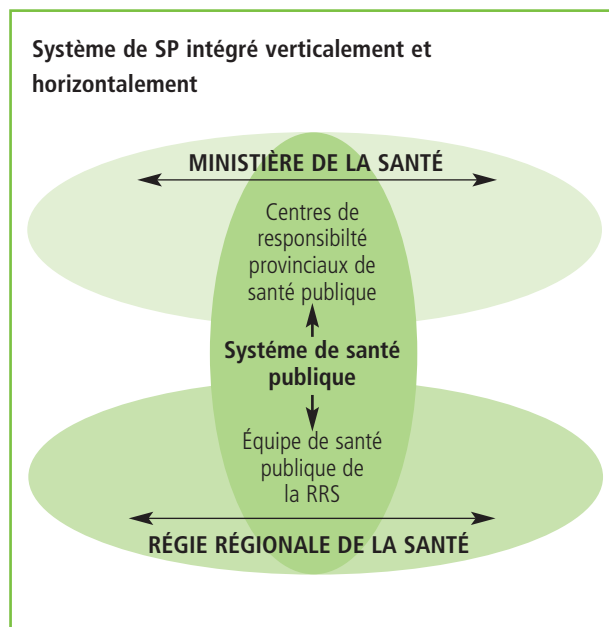 Système de SP intégré verticalement et
horizontalement
MINISTIÈRE DE LA SANTÉ
Centres de
responsibilté
provinciaux de
santé publique
Systéme de santé
publique
Équipe de santé
publique de
la RRS
RÉGIE RÉGIONALE DE LA SANTÉ